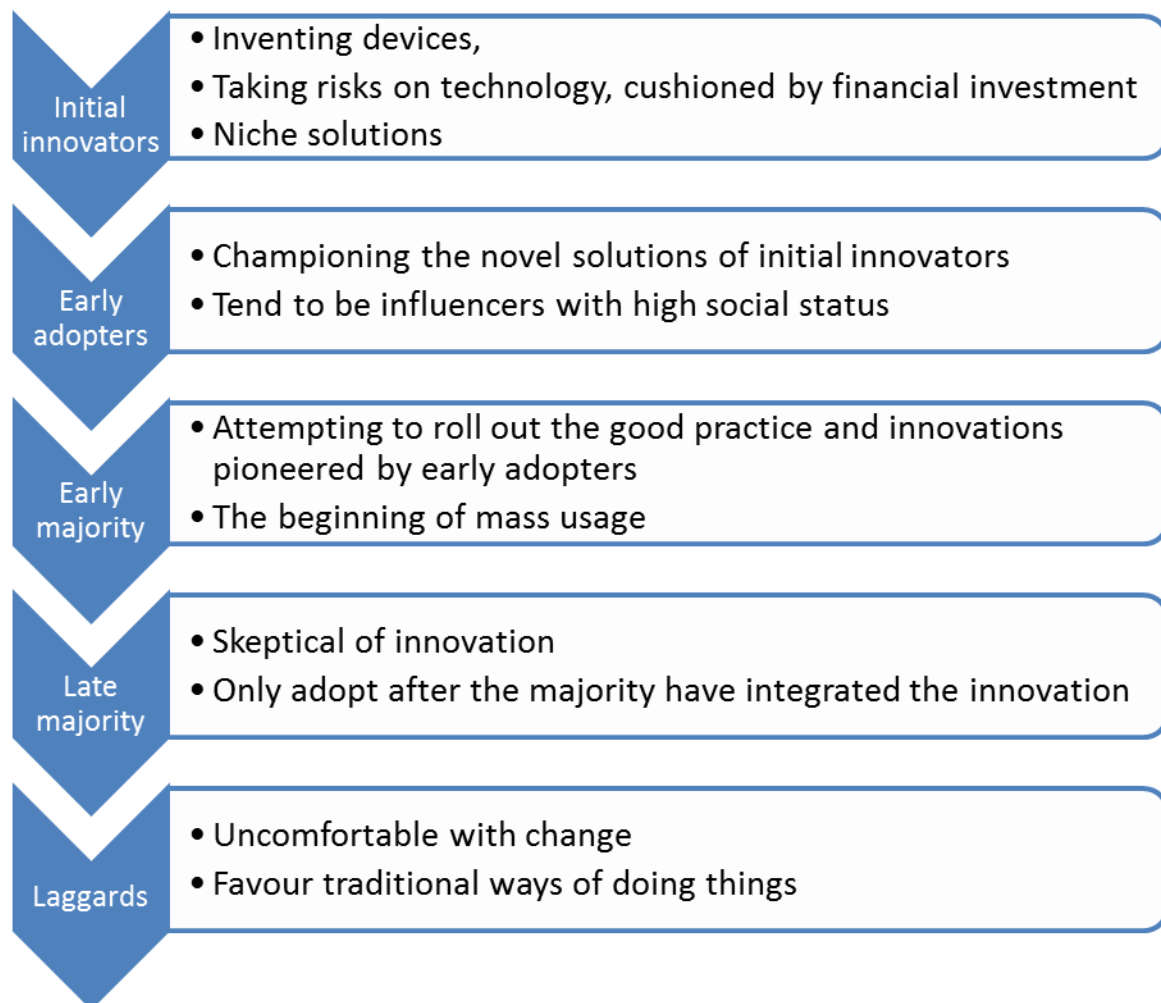 Initial
innovators
• Inventing devices,
• Taking risks on technology, cushioned by financial investment
• Niche solutions
Early
adopters
• Championing the novel solutions of initial innovators
• Tend to be influencers with high social status
Early
majority
• Attempting to roll out the good practice and innovations
pioneered by early adopters
• The beginning of mass usage
Late
majority
• Skeptical of innovation
• Only adopt after the majority have integrated the innovation
Laggards
• Uncomfortable with change
• Favour traditional ways of doing things